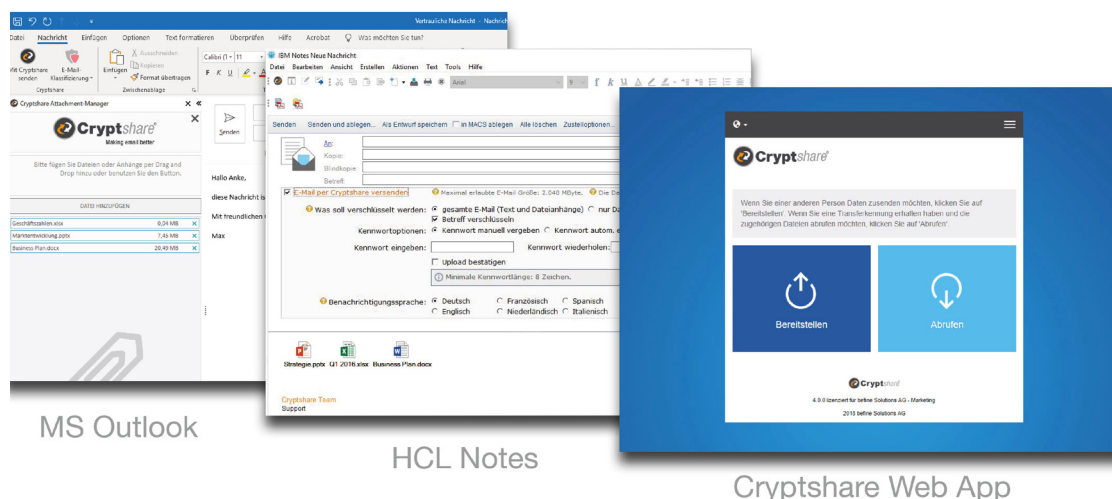 Vertrauliche Nachricht - Nachrich
Datei Nachricht Einfügen Optionen Text formatieren Überprüfen Hilfe Acrobat Was möchten Sie tun?
Mit Cryptshare senden
E-Mail-Klassifizierung
Einfügen
Ausschneiden
Kopieren
Format übertragen
Calibri (T 11
F K U
Cryptshare
Zwischenablage
Cryptshare Attachment-Manager
Cryptshare
Making email better
Bitte fügen Sie Dateien oder Anhänge per Drag and
Drop hinzu oder benutzen Sie den Button.
DATEI HINZUFÜGEN
Geschäftszahlen.xlsx 0,04 MB
Marktentwicklung.pptx 7,45 MB
Business Plan.docx 20,49 MB
Senden
Hallo Anke,
diese Nachricht is
Mit freundlichen
Max
MS Outlook
IBM Notes Neue Nachricht
Datei Bearbeiten Ansicht Erstellen Aktionen Text Tools Hilfe
Arial 9
Senden Senden und ablegen... Als Entwurf speichern in MACS ablegen Alle löschen Zustelloptionen...
An:
Kopie:
Blindkopie:
Betreff:
E-Mail per Cryptshare versenden Maximal erlaubte E-Mail Größe: 2.048 MByte. Die De
Was soll verschlüsselt werden: gesamte E-Mail (Text und Dateianhänge) nur Da
Betreff verschlüsseln
Kennwortoptionen: Kennwort manuell vergeben Kennwort autom. e
Kennwort eingeben: Kennwort wiederholen:
Upload bestätigen
Minimale Kennwortlänge: 8 Zeichen.
Benachrichtigungssprache: Deutsch Französisch Spanisch
Englisch Niederländisch Italienisch
Strategie.pptx Q1 2016.xlsx Business Plan.docx
Cryptshare Team
Support
HCL Notes
Cryptshare
Wenn Sie einer anderen Person Daten zusenden möchten, klicken Sie auf
'Bereitstellen'. Wenn Sie eine Transferkennung erhalten haben und die
zugehörigen Dateien abrufen möchten, klicken Sie auf 'Abrufen'.
Bereitstellen
Abrufen
Cryptshare
4.0.0 lizenziert für befine Solutions AG - Marketing
2018 befine Solutions AG
Cryptshare Web App